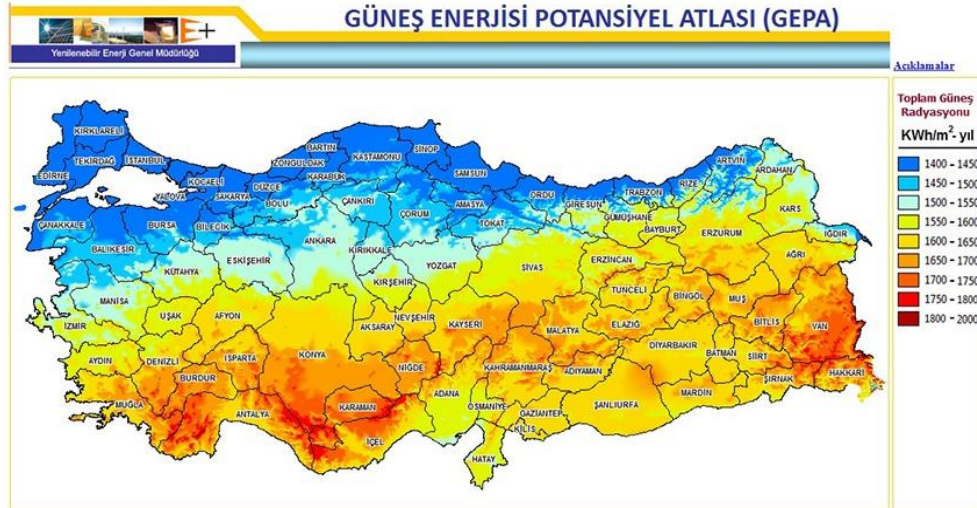 GÜNEŞ ENERJİSİ POTANSİYEL ATLASI (GEPA)
E+
Yenilenebilir Enerji Genel Müdürlüğü
Açıklamalar
Toplam Güneş
Radyasyonu
KWh/m²- yıl
1400 - 1450
1450 - 1500
1500 - 1550
1550 - 1600
1600 - 1650
1650 - 1700
1700 - 1750
1750 - 1800
1800 - 2000
KIRKLARELİ
TEKİRDAĞ
İSTANBUL
EDİRNE
KOCAELİ
YALOVA
SAKARYA
DÜZCE
ZONGULDAK
BARTIN
KARABÜK
KASTAMONU
SİNOP
SAMSUN
BOLU
ÇANKIRI
ÇORUM
AMASYA
TOKAT
ORDU
GİRESUN
TRABZON
RİZE
ARTVİN
ARDAHAN
KARS
IĞDIR
GÜMÜŞHANE
BAYBURT
ERZURUM
AĞRI
ÇANAKKALE
BALIKESİR
BURSA
BİLECİK
ESKİŞEHİR
ANKARA
KIRIKKALE
KIRŞEHİR
YOZGAT
SİVAS
ERZİNCAN
TUNCELİ
BİNGÖL
MUŞ
BİTLİS
VAN
HAKKARİ
KÜTAHYA
MANİSA
İZMİR
UŞAK
AFYON
AKSARAY
NEVŞEHİR
KAYSERİ
MALATYA
ELAZIĞ
DİYARBAKIR
BATMAN
SİİRT
ŞIRNAK
AYDIN
DENİZLİ
ISPARTA
BURDUR
KONYA
NİĞDE
KAHRAMANMARAŞ
ADIYAMAN
MARDİN
ŞANLIURFA
MUĞLA
ANTALYA
KARAMAN
İÇEL
ADANA
OSMANİYE
GAZİANTEP
KİLİS
HATAY